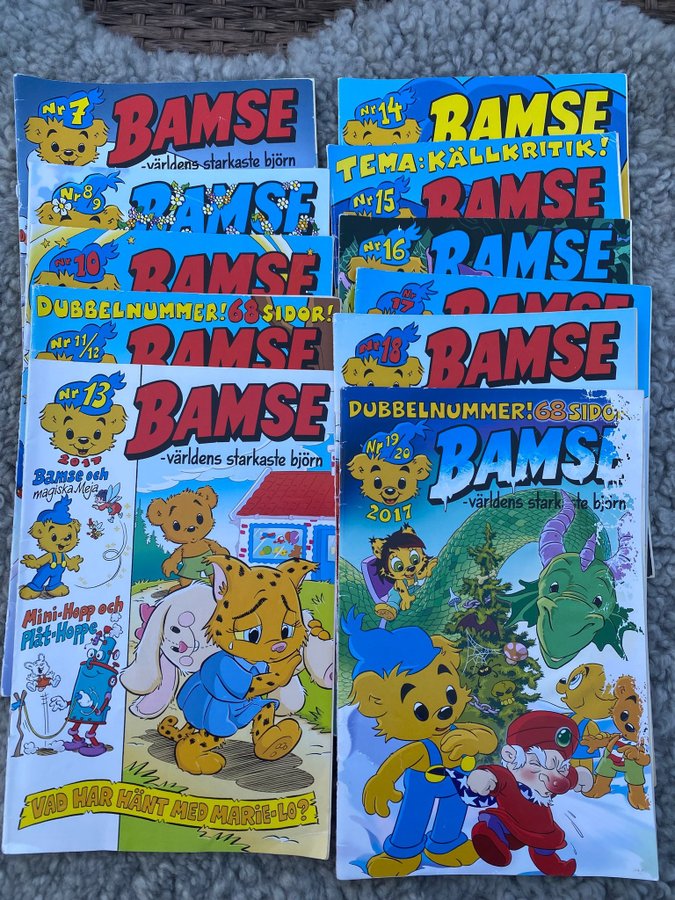 Nr 7
BAMSE
-världens starkaste björn
Nr 8/9
BAMSE
Nr 10
BAMSE
DUBBELNUMMER! 68 SIDOR!
Nr 11/12
BAMSE
Nr 13
2017
BAMSE
-världens starkaste björn
Bamse och
magiska Meja
Mini-Hopp och
Plåt-Hoppe
VAD HAR HÄNT MED MARIE-LO?
Nr 14
BAMSE
TEMA: KÄLLKRITIK!
Nr 15
BAMSE
Nr 16
BAMSE
Nr 17
BAMSE
Nr 18
BAMSE
DUBBELNUMMER! 68 SIDOR
Nr 19/20
2017
BAMSE
-världens starkaste björn